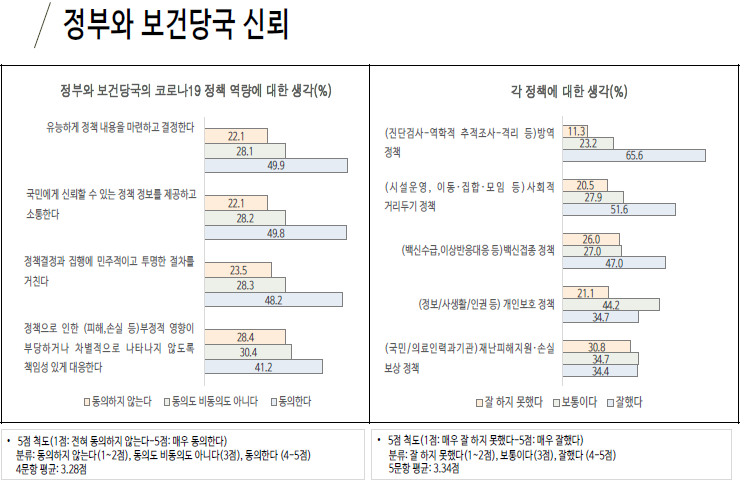 정부와 보건당국 신뢰
정부와 보건당국의 코로나19 정책 역량에 대한 생각(%)
유능하게 정책 내용을 마련하고 결정한다
22.1
28.1
49.9
국민에게 신뢰할 수 있는 정책 정보를 제공하고
소통한다
22.1
28.2
49.8
정책결정과 집행에 민주적이고 투명한 절차를
거친다
23.5
28.3
48.2
정책으로 인한 (피해,손실 등)부정적 영향이
부당하거나 차별적으로 나타나지 않도록
책임성 있게 대응한다
28.4
30.4
41.2
동의하지 않는다 동의도 비동의도 아니다 동의한다
• 5점 척도(1점: 전혀 동의하지 않는다~5점: 매우 동의한다)
분류: 동의하지 않는다(1~2점), 동의도 비동의도 아니다(3점), 동의한다 (4~5점)
4문항 평균: 3.28점
각 정책에 대한 생각(%)
(진단검사-역학적 추적조사-격리 등)방역
정책
11.3
23.2
65.6
(시설운영, 이동·집합·모임 등)사회적
거리두기 정책
20.5
27.9
51.6
(백신수급,이상반응대응 등)백신접종 정책
26.0
27.0
47.0
(정보/사생활/인권 등) 개인보호 정책
21.1
44.2
34.7
(국민/의료인력과기관)재난피해지원·손실
보상 정책
30.8
34.7
34.4
잘 하지 못했다 보통이다 잘했다
• 5점 척도(1점: 매우 잘 하지 못했다~5점: 매우 잘했다)
분류: 잘 하지 못했다(1~2점), 보통이다(3점), 잘했다 (4~5점)
5문항 평균: 3.34점